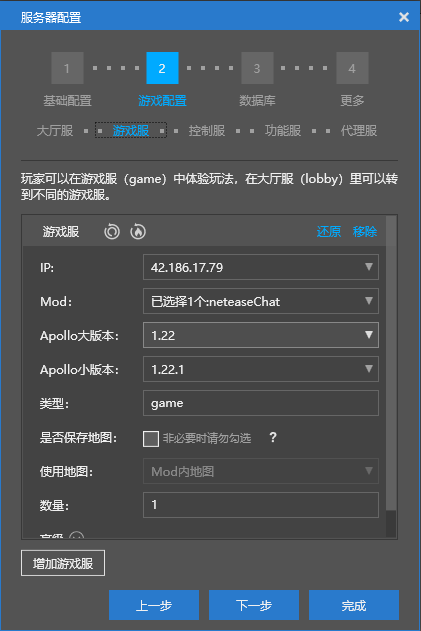 服务器配置
1
2
3
4
基础配置
游戏配置
数据库
更多
大厅服
游戏服
控制服
功能服
代理服
玩家可以在游戏服（game）中体验玩法，在大厅服（lobby）里可以转
到不同的游戏服。
游戏服
还原
移除
IP:
42.186.17.79
Mod:
已选择1个:neteaseChat
Apollo大版本:
1.22
Apollo小版本:
1.22.1
类型:
game
是否保存地图:
非必要时请勿勾选
?
使用地图:
Mod内地图
数量:
1
高级
增加游戏服
上一步
下一步
完成